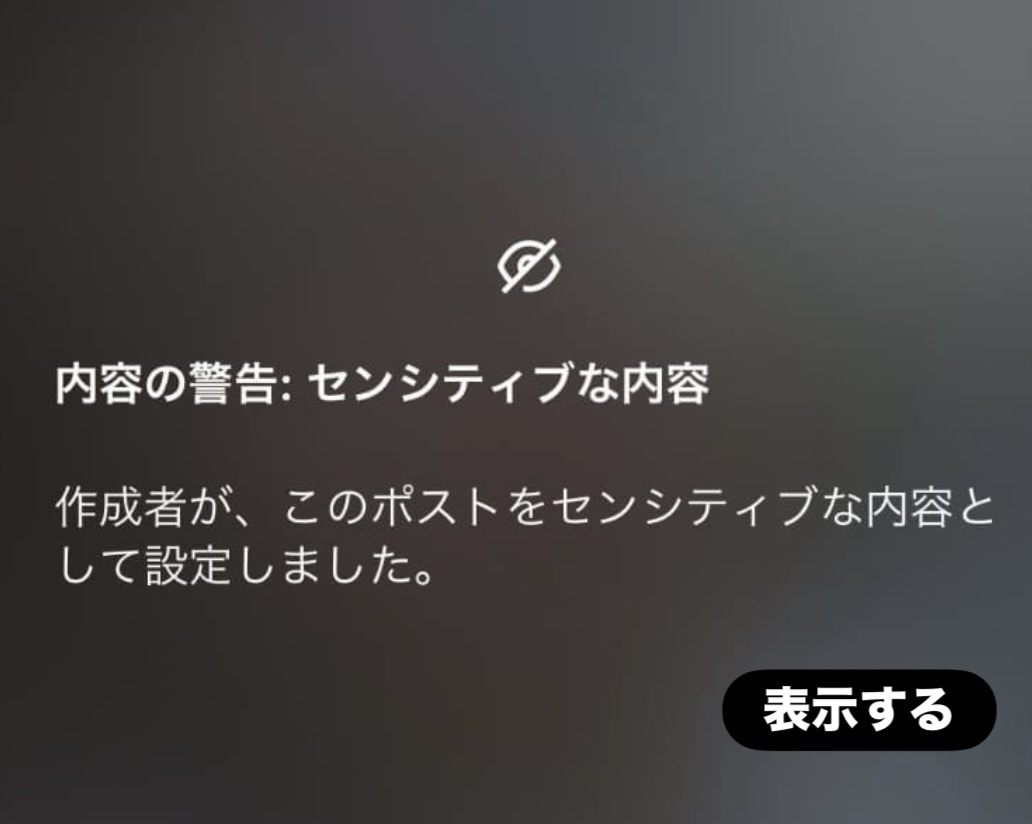 内容の警告: センシティブな内容
作成者が、このポストをセンシティブな内容と
して設定しました。
表示する